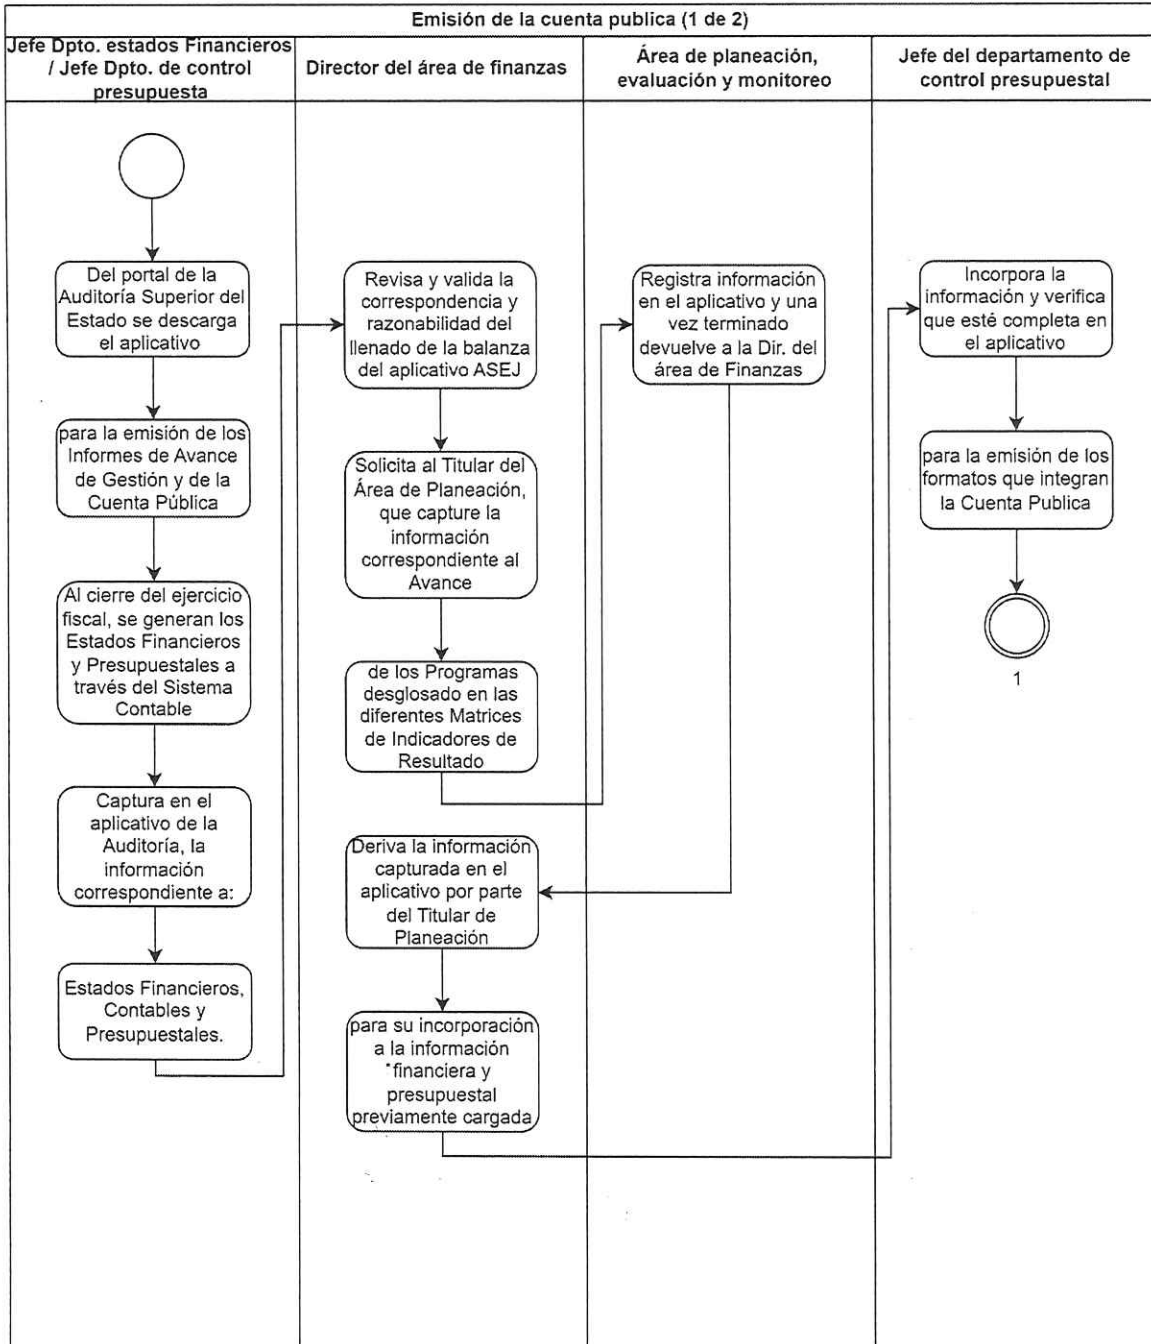 Emisión de la cuenta publica (1 de 2)
Jefe Dpto. estados Financieros
/ Jefe Dpto. de control
presupuesta
Director del área de finanzas
Área de planeación,
evaluación y monitoreo
Jefe del departamento de
control presupuestal
Del portal de la
Auditoría Superior del
Estado se descarga
el aplicativo
para la emisión de los
Informes de Avance
de Gestión y de la
Cuenta Pública
Al cierre del ejercicio
fiscal, se generan los
Estados Financieros
y Presupuestales a
través del Sistema
Contable
Captura en el
aplicativo de la
Auditoría, la
información
correspondiente a:
Estados Financieros,
Contables y
Presupuestales.
Revisa y valida la
correspondencia y
razonabilidad del
llenado de la balanza
del aplicativo ASEJ
Solicita al Titular del
Área de Planeación,
que capture la
información
correspondiente al
Avance
de los Programas
desglosado en las
diferentes Matrices
de Indicadores de
Resultado
Registra información
en el aplicativo y una
vez terminado
devuelve a la Dir. del
área de Finanzas
Deriva la información
capturada en el
aplicativo por parte
del Titular de
Planeación
para su incorporación
a la información
financiera y
presupuestal
previamente cargada
Incorpora la
información y verifica
que esté completa en
el aplicativo
para la emisión de los
formatos que integran
la Cuenta Publica
1